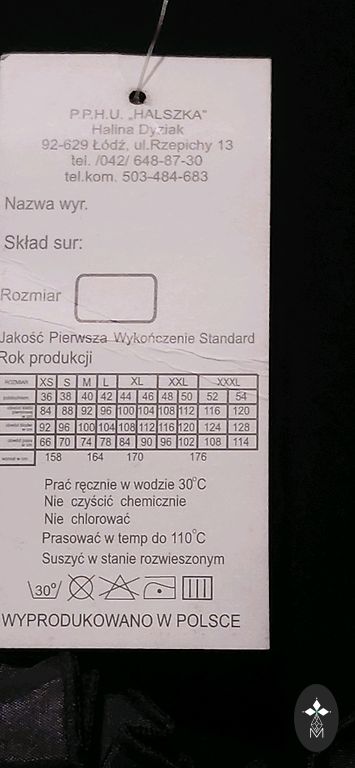 P.P.H.U. „HALSZKA"
Halina Dyziak
92-629 Łódź, ul.Rzepichy 13
tel. /042/ 648-87-30
tel.kom. 503-484-683
Nazwa wyr.
Skład sur:
Rozmiar
Jakość Pierwsza Wykończenie Standard
Rok produkcji
ROZMIAR XS S M L XL XXL XXXL
36 38 40 42 44 46 48 50 52 54
84 88 92 96 100 104 108 112 116 120
92 96 100 104 108 112 116 120 124 128
66 70 74 78 84 90 96 102 108 114
158 164 170 176
Prać ręcznie w wodzie 30°C
Nie czyścić chemicznie
Nie chlorować
Prasować w temp do 110°C
Suszyć w stanie rozwieszonym
30°
WYPRODUKOWANO W POLSCE
M